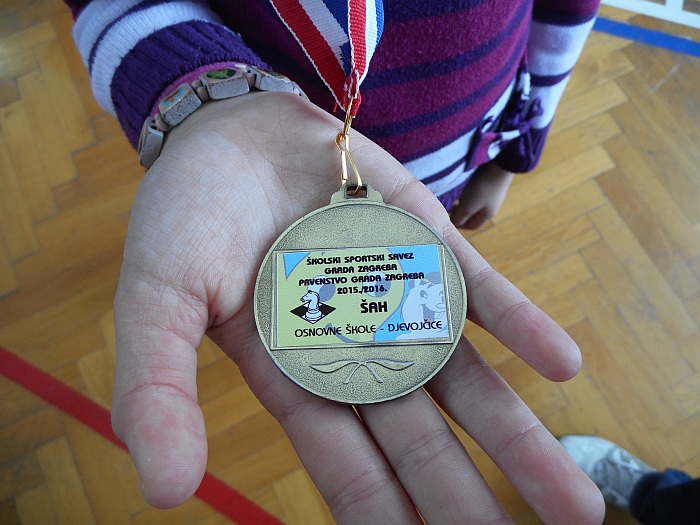 ŠKOLSKI SPORTSKI SAVEZ
GRADA ZAGREBA
PRVENSTVO GRADA ZAGREBA
2015./2016.
ŠAH
OSNOVNE ŠKOLE - DJEVOJČICE